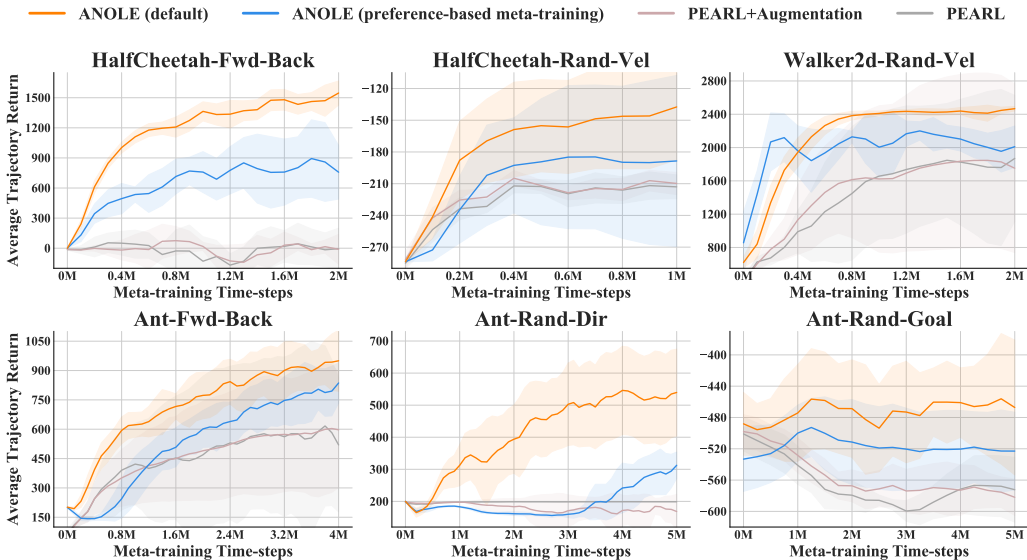 ANOLE (default) ANOLE (preference-based meta-training) PEARL+Augmentation PEARL
HalfCheetah-Fwd-Back HalfCheetah-Rand-Vel Walker2d-Rand-Vel
Average Trajectory Return
1500
1200
900
600
300
0
0M 0.4M 0.8M 1.2M 1.6M 2M
Meta-training Time-steps
−120
−150
−180
−210
−240
−270
0M 0.2M 0.4M 0.6M 0.8M 1M
Meta-training Time-steps
2800
2400
2000
1600
1200
800
0M 0.4M 0.8M 1.2M 1.6M 2M
Meta-training Time-steps
Ant-Fwd-Back Ant-Rand-Dir Ant-Rand-Goal
Average Trajectory Return
1050
900
750
600
450
300
150
0M 0.8M 1.6M 2.4M 3.2M 4M
Meta-training Time-steps
700
600
500
400
300
200
0M 1M 2M 3M 4M 5M
Meta-training Time-steps
−400
−440
−480
−520
−560
−600
0M 1M 2M 3M 4M 5M
Meta-training Time-steps